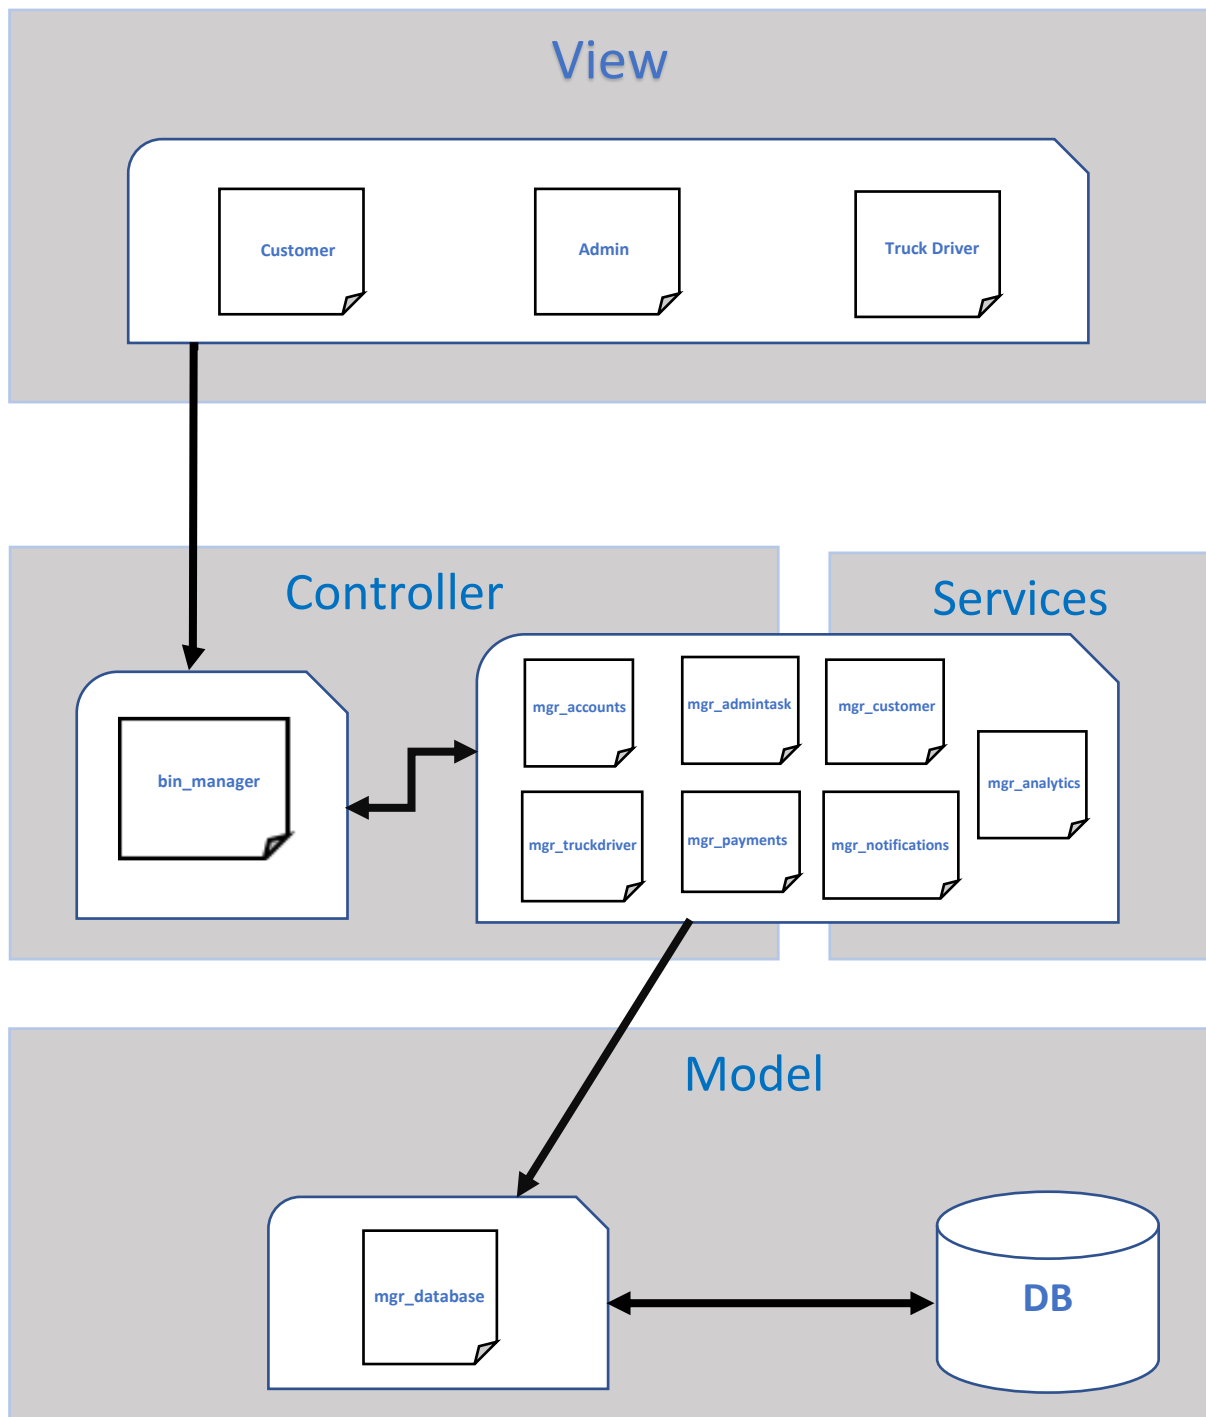 View
Customer
Admin
Truck Driver
Controller
Services
bin_manager
mgr_accounts
mgr_admintask
mgr_customer
mgr_analytics
mgr_truckdriver
mgr_payments
mgr_notifications
Model
mgr_database
DB